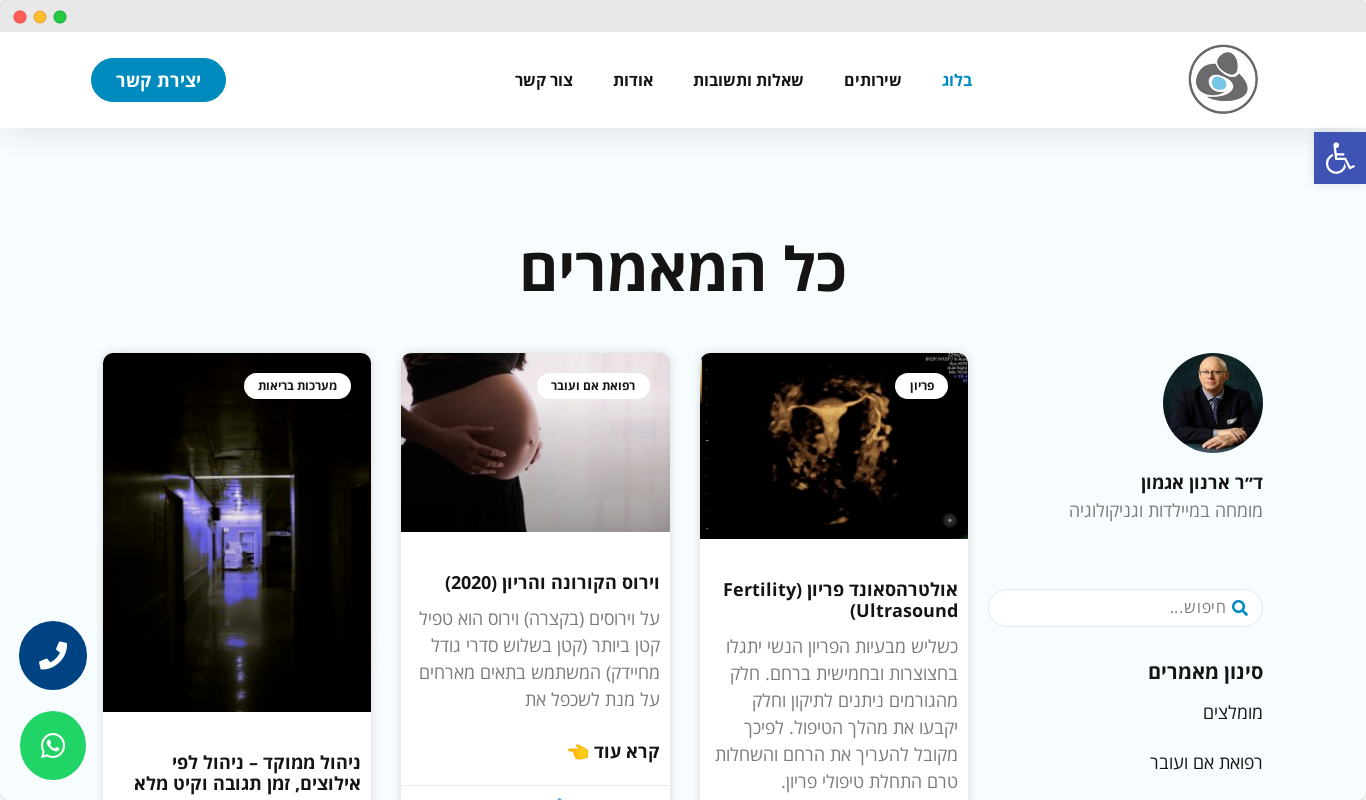 בלוג
שירותים
שאלות ותשובות
אודות
צור קשר
יצירת קשר
כל המאמרים
ד״ר ארנון אגמון
מומחה במיילדות וגניקולוגיה
חיפוש...
סינון מאמרים
מומלצים
רפואת אם ועובר
פריון
אולטרהסאונד פריון (Fertility
Ultrasound)
כשליש מבעיות הפריון הנשי יתגלו
בחצוצרות ובחמישית ברחם. חלק
מהגורמים ניתנים לתיקון וחלק
יקבעו את מהלך הטיפול. לפיכך
מקובל להעריך את הרחם והשחלות
טרם התחלת טיפולי פריון.
רפואת אם ועובר
וירוס הקורונה והריון (2020)
על וירוסים (בקצרה) וירוס הוא טפיל
קטן ביותר (קטן בשלוש סדרי גודל
מחיידק) המשתמש בתאים מארחים
על מנת לשכפל את
קרא עוד 👈
מערכות בריאות
ניהול ממוקד – ניהול לפי
אילוצים, זמן תגובה וקיט מלא